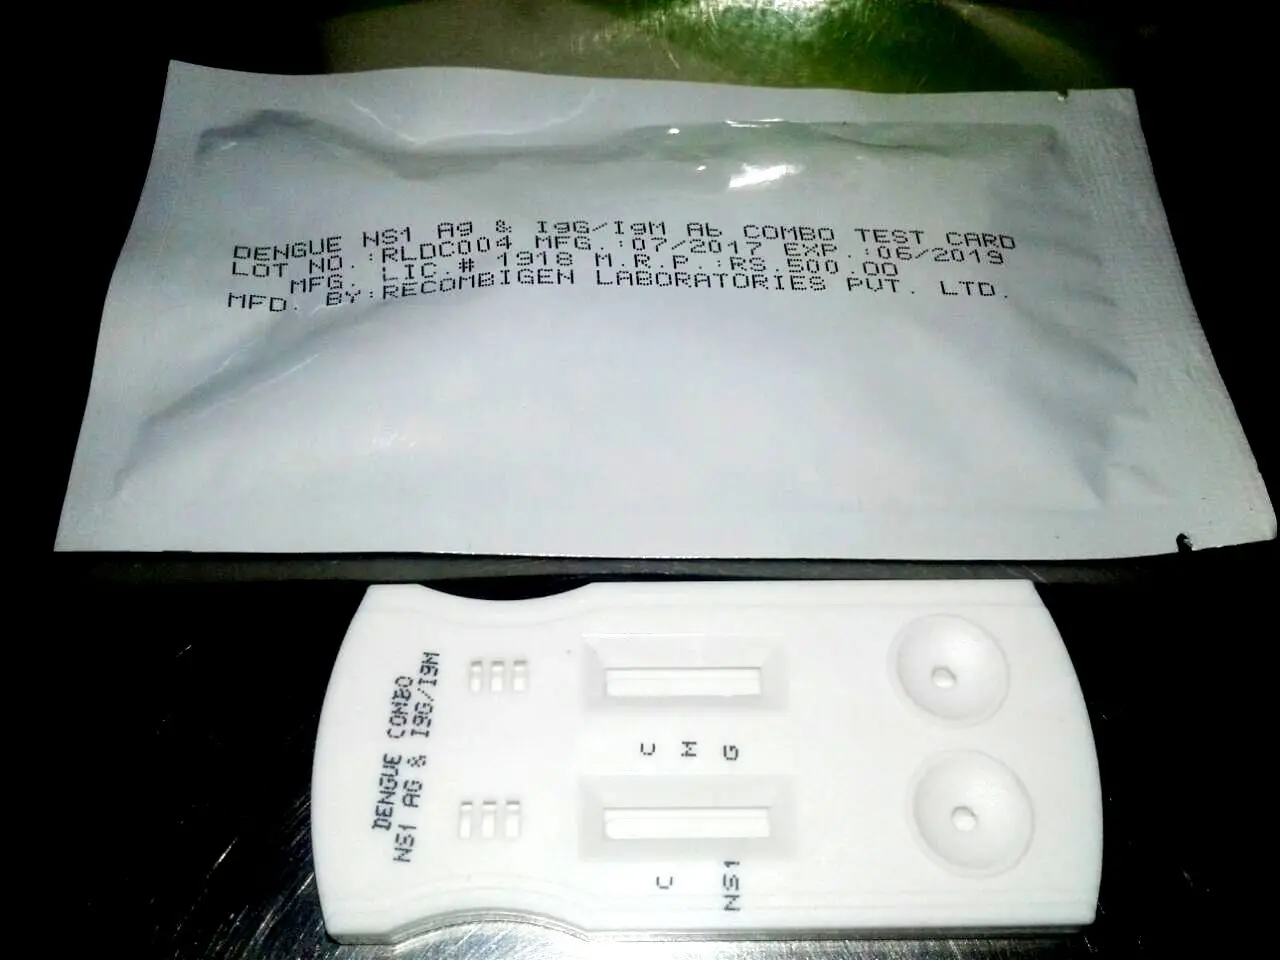 DENGUE NS1 Ag & IgG/IgM Ab COMBO TEST CARD
LOT NO.:RLDC004 MFG.:07/2017 EXP.:06/2019
MFG. LIC.# 1918 M.R.P.:RS.500.00
MFD. BY:RECOMBIGEN LABORATORIES PVT. LTD.
DENGUE COMBO
NS1 AG & IgG/IgM
C M G
C NS1